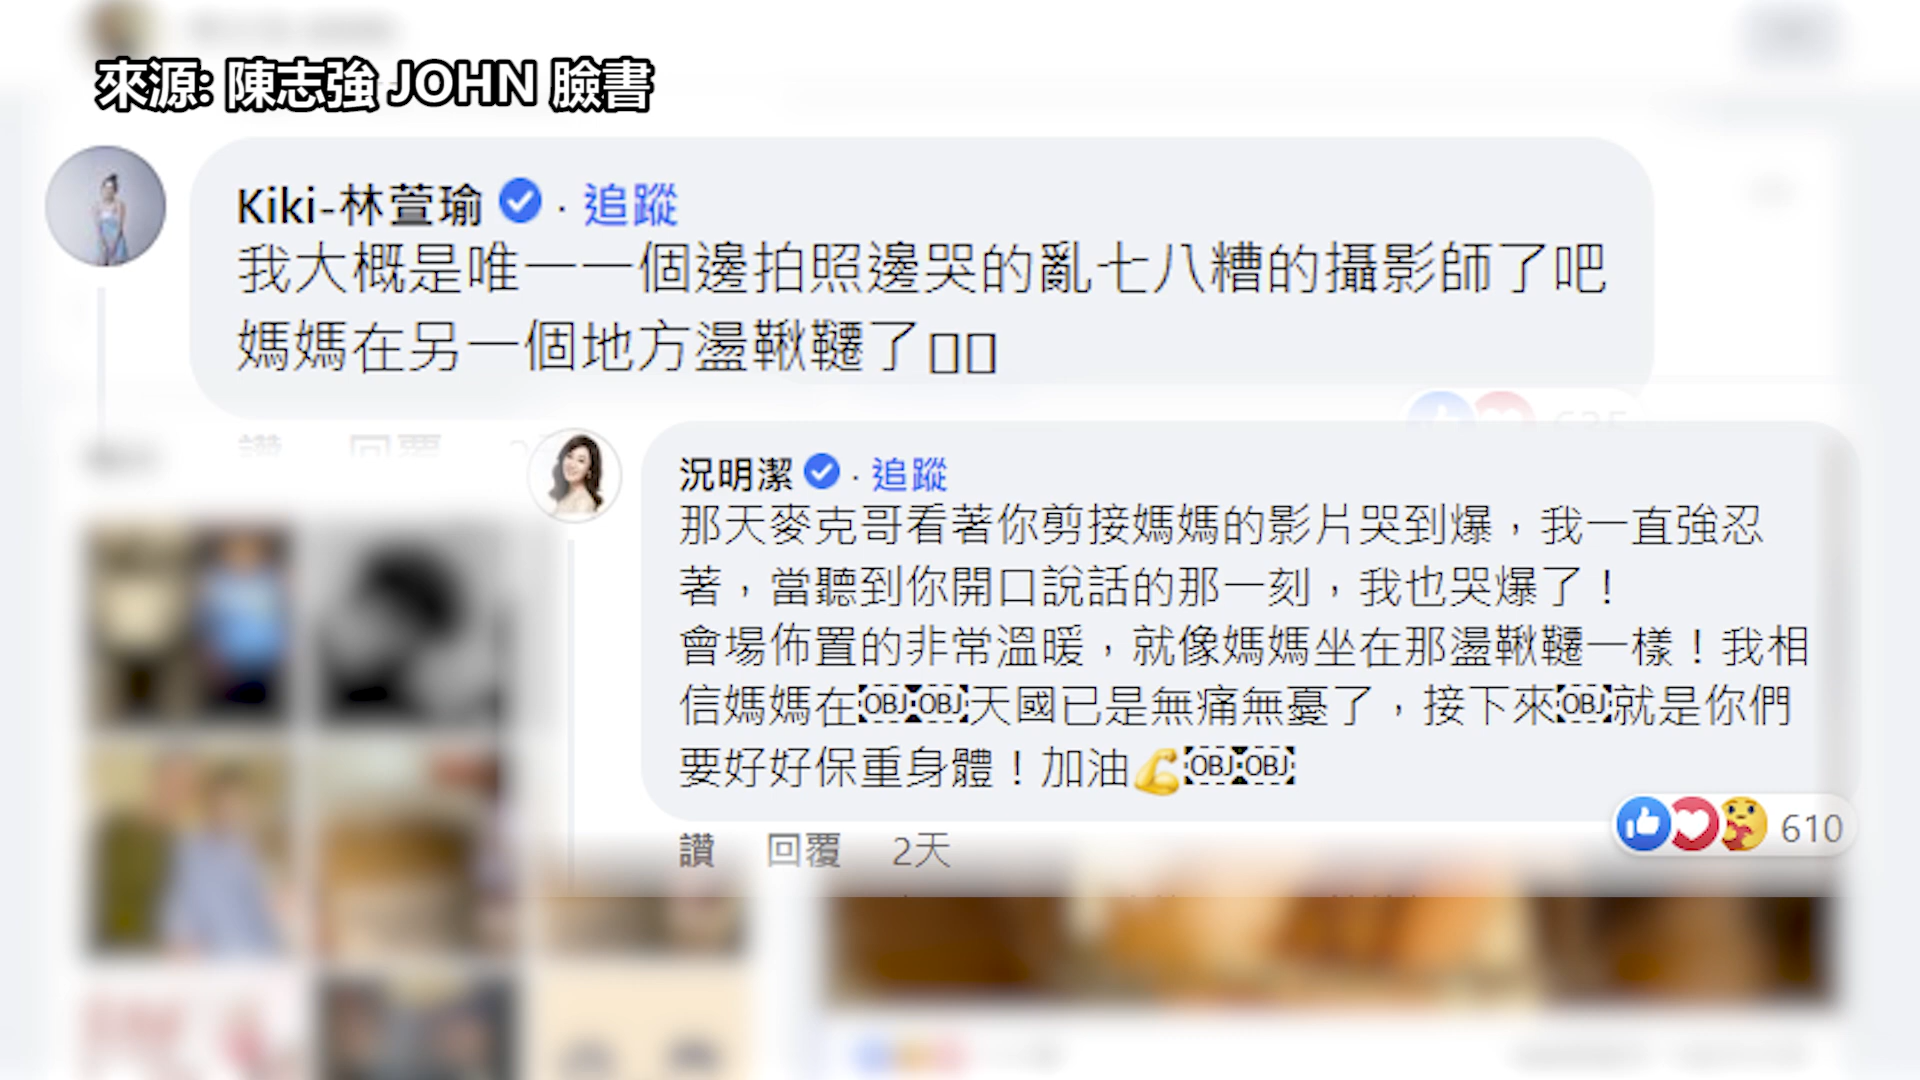 來源: 陳志強 JOHN 臉書
Kiki-林萱瑜 · 追蹤
我大概是唯一一個邊拍照邊哭的亂七八糟的攝影師了吧
媽媽在另一個地方盪鞦韆了▯▯
讚 回覆
況明潔 · 追蹤
那天麥克哥看著你剪接媽媽的影片哭到爆，我一直強忍
著，當聽到你開口說話的那一刻，我也哭爆了！
會場佈置的非常溫暖，就像媽媽坐在那盪鞦韆一樣！我相
信媽媽在￼￼天國已是無痛無憂了，接下來￼就是你們
要好好保重身體！加油💪￼￼
610
讚 回覆 2天